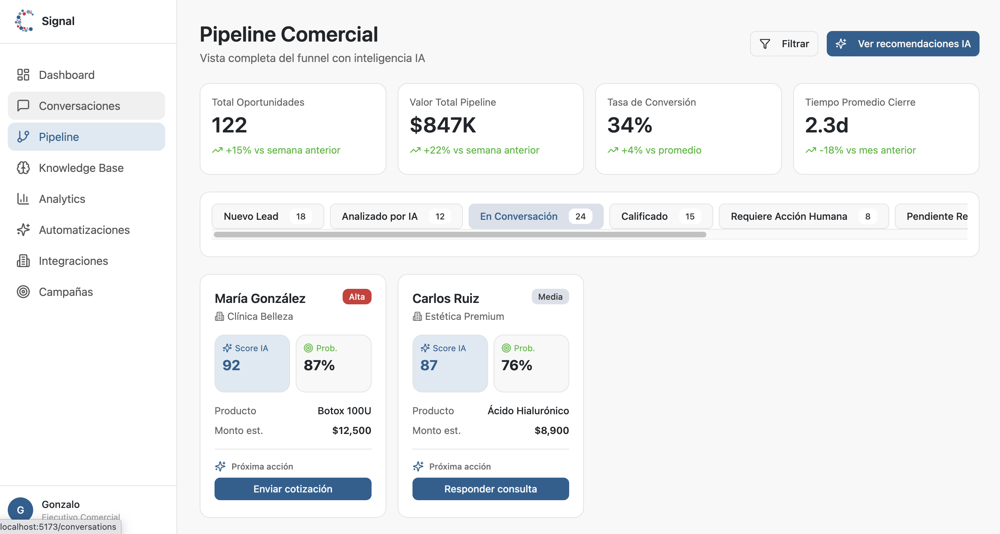 Signal
Dashboard
Conversaciones
Pipeline
Knowledge Base
Analytics
Automatizaciones
Integraciones
Campañas
G
Gonzalo
Ejecutivo Comercial
localhost:5173/conversations
Pipeline Comercial
Vista completa del funnel con inteligencia IA
Filtrar
Ver recomendaciones IA
Total Oportunidades
122
+15% vs semana anterior
Valor Total Pipeline
$847K
+22% vs semana anterior
Tasa de Conversión
34%
+4% vs promedio
Tiempo Promedio Cierre
2.3d
-18% vs mes anterior
Nuevo Lead 18
Analizado por IA 12
En Conversación 24
Calificado 15
Requiere Acción Humana 8
Pendiente Re
María González
Alta
Clínica Belleza
Score IA
92
Prob.
87%
Producto Botox 100U
Monto est. $12,500
Próxima acción
Enviar cotización
Carlos Ruiz
Media
Estética Premium
Score IA
87
Prob.
76%
Producto Ácido Hialurónico
Monto est. $8,900
Próxima acción
Responder consulta